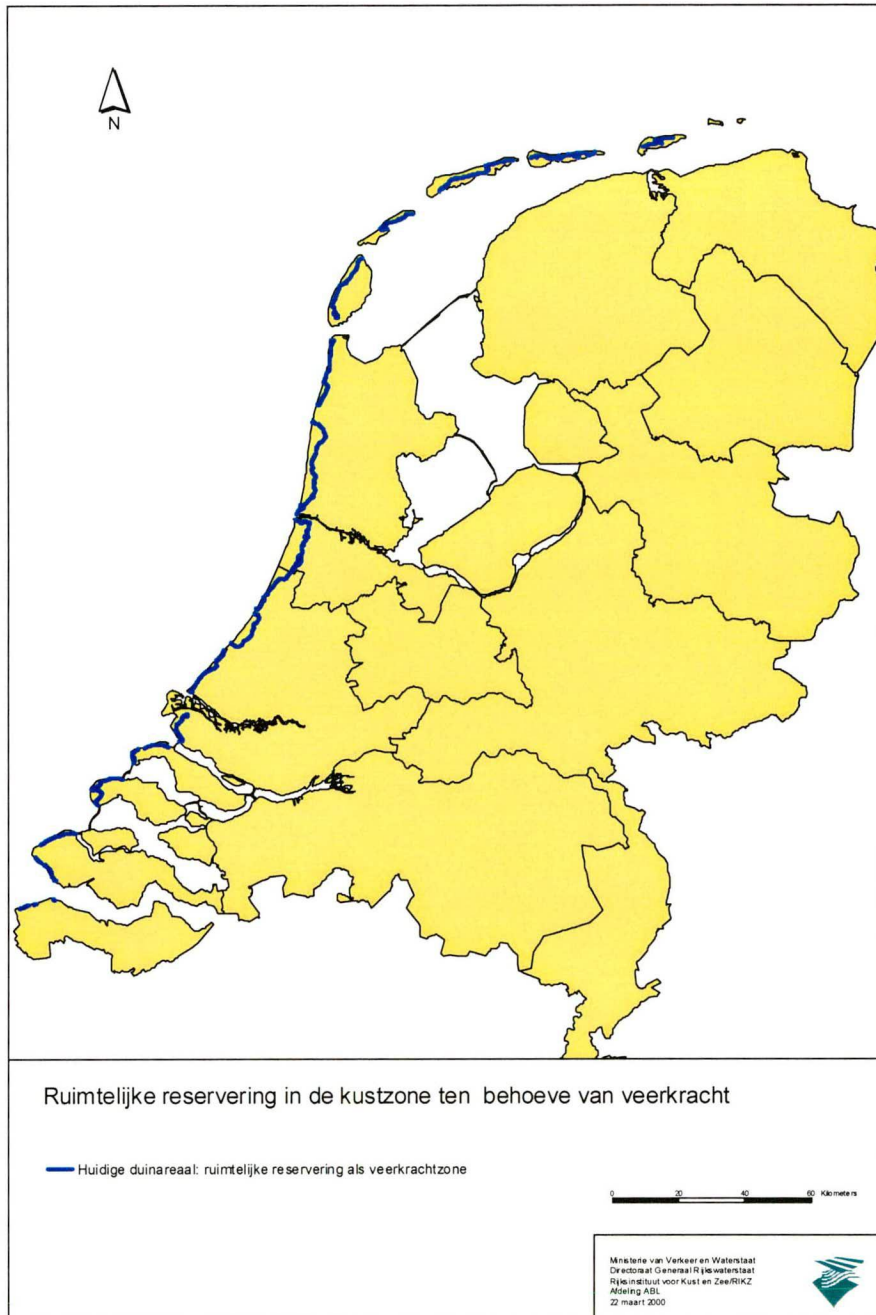 N
Ruimtelijke reservering in de kustzone ten behoeve van veerkracht
Huidige duinareaal: ruimtelijke reservering als veerkrachtzone
0 20 40 60 Kilometers
Ministerie van Verkeer en Waterstaat
Directoraat Generaal Rijkswaterstaat
Rijksinstituut voor Kust en Zee/RIKZ
Afdeling ABL
22 maart 2000